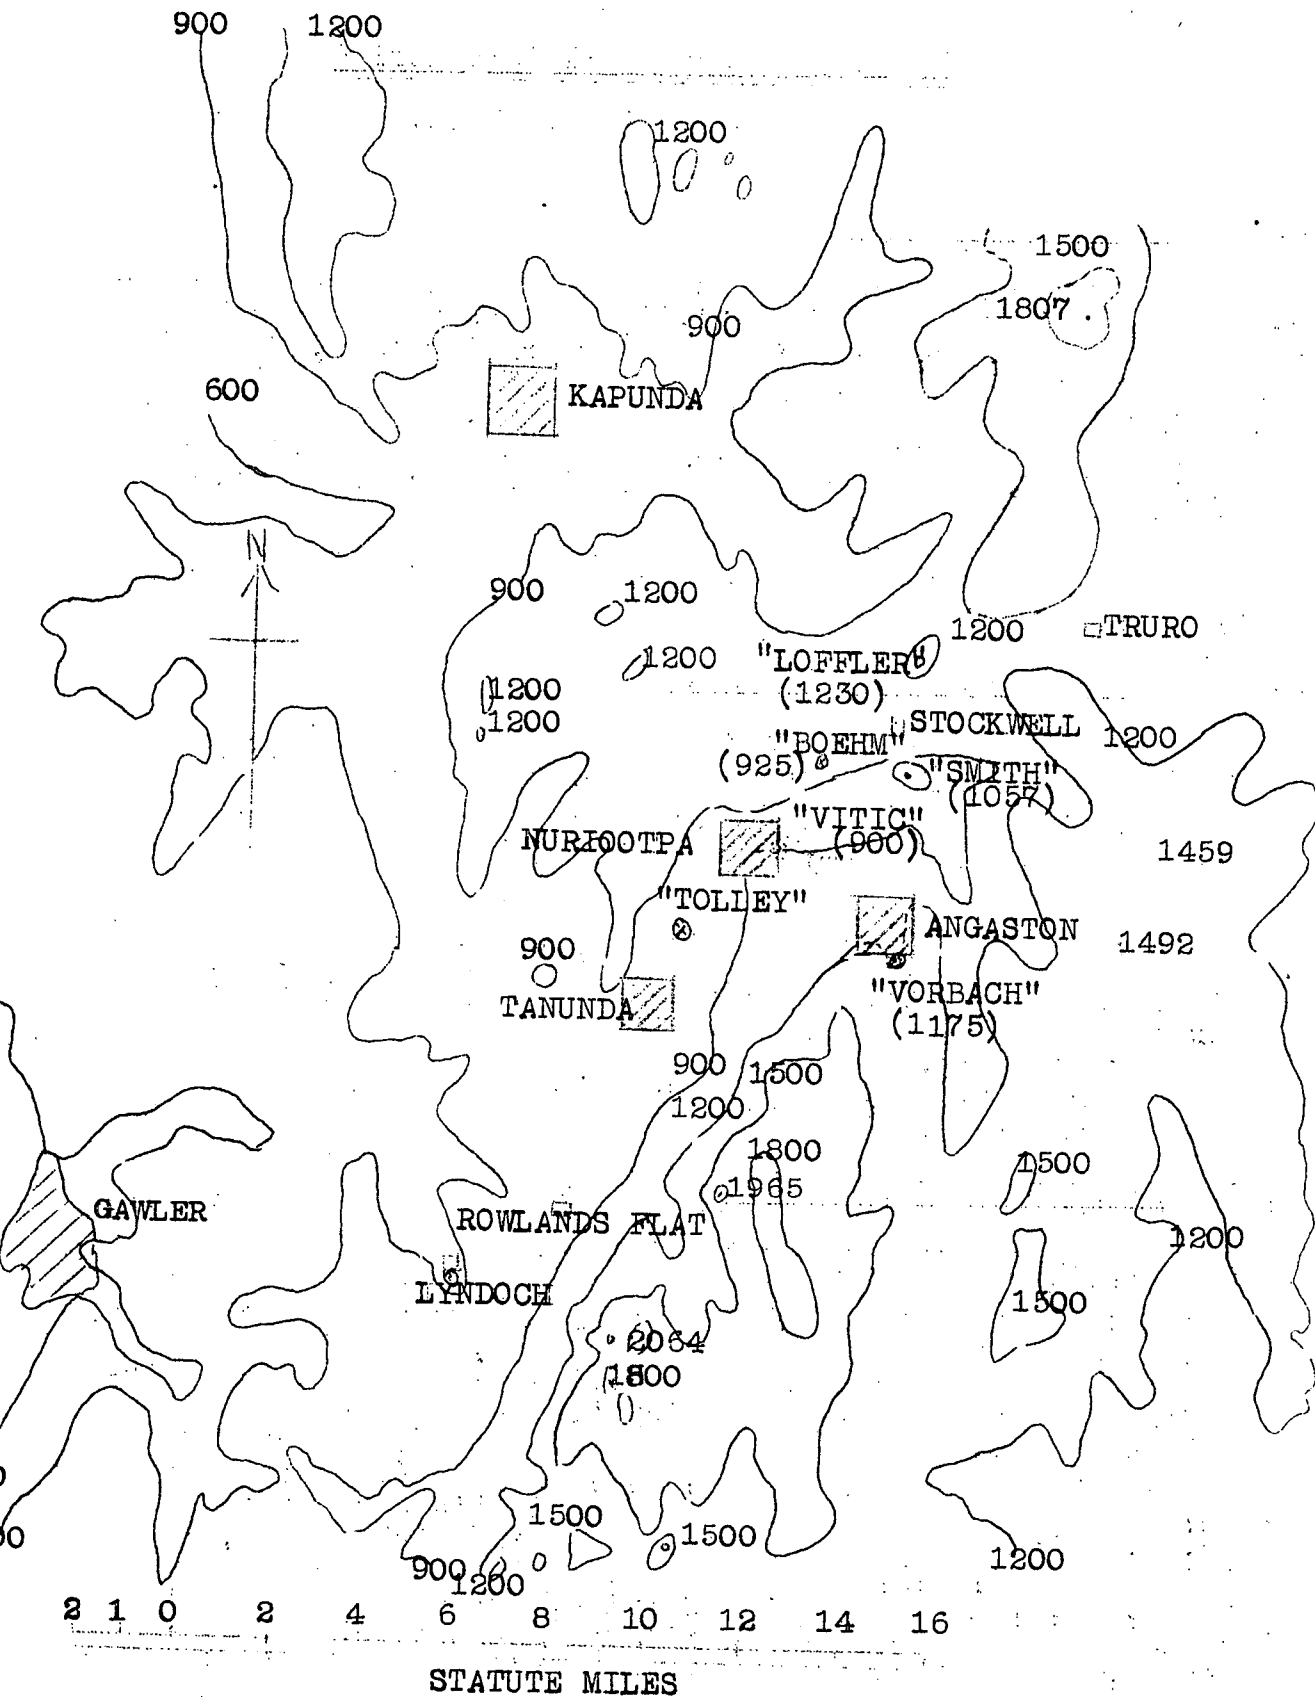 900 1200
1200
1500
1807
900
600
KAPUNDA
N
900 1200
1200 TRURO
1200 "LOFFLER"
(1230)
1200
1200
STOCKWELL 1200
"BOEHM"
(925)
"SMITH"
(1057)
"VITIC"
(900)
NURIOOTPA
1459
"TOLLEY"
ANGASTON
1492
900
TANUNDA
"VORBACH"
(1175)
900 1500
1200
1800
1965
1500
GAWLER
ROWLANDS FLAT
1200
LYNDOCH
1500
2064
1800
1500
1500
1200
900
1200
2 1 0 2 4 6 8 10 12 14 16
STATUTE MILES